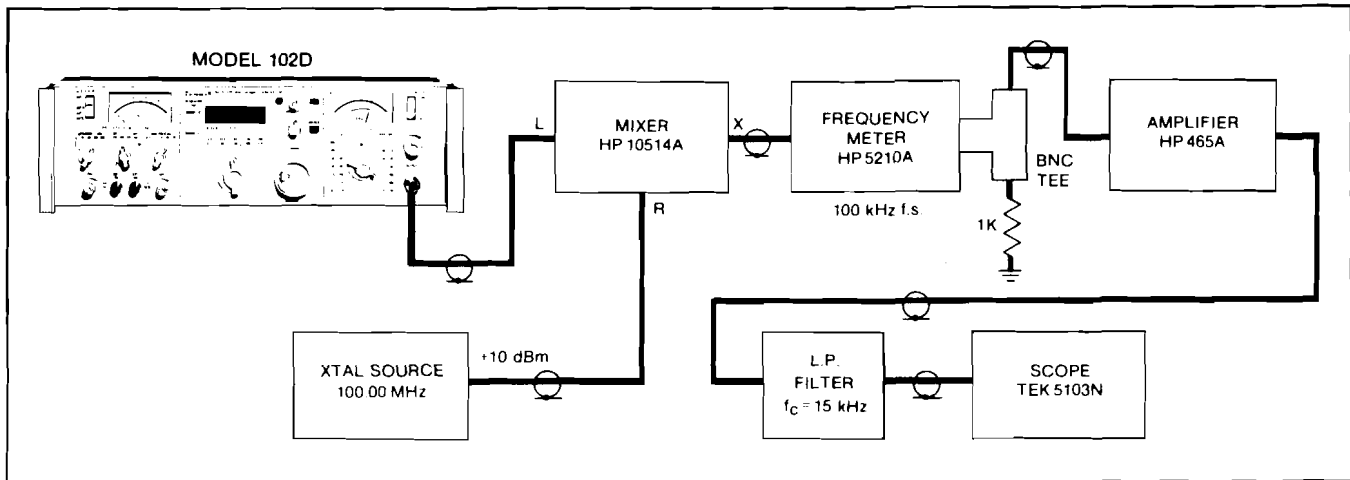 MODEL 102D
L
MIXER
HP 10514A
X
R
FREQUENCY
METER
HP 5210A
100 kHz f.s.
BNC
TEE
1K
AMPLIFIER
HP 465A
XTAL SOURCE
100.00 MHz
+10 dBm
L.P.
FILTER
fC = 15 kHz
SCOPE
TEK 5103N